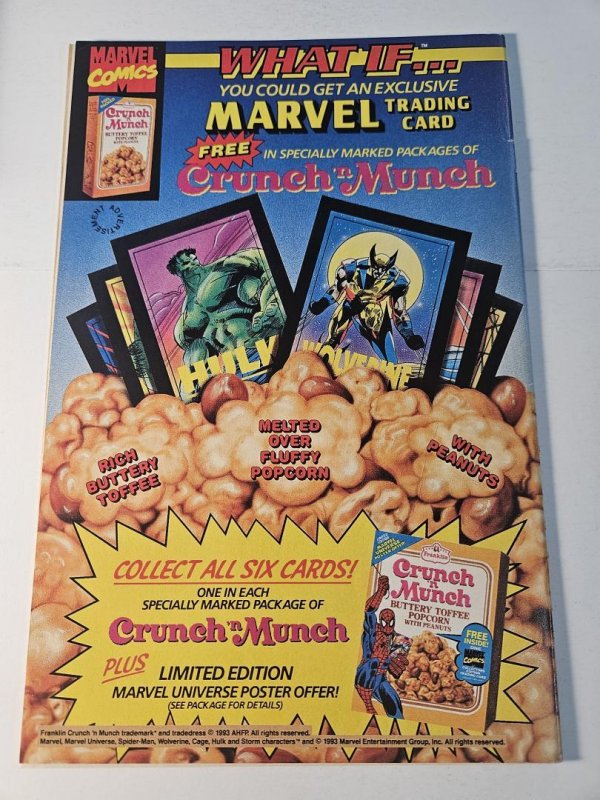 MARVEL
COMICS
Crunch
'n
Munch
BUTTERY TOFFEE
POPCORN
WITH PEANUTS
WHAT IF...™
YOU COULD GET AN EXCLUSIVE
MARVEL TRADING CARD
FREE IN SPECIALLY MARKED PACKAGES OF
Crunch 'n Munch
ADVERTISEMENT
HULK
WOLVERINE
RICH
BUTTERY
TOFFEE
MELTED
OVER
FLUFFY
POPCORN
WITH
PEANUTS
COLLECT ALL SIX CARDS!
ONE IN EACH
SPECIALLY MARKED PACKAGE OF
Crunch 'n Munch
PLUS LIMITED EDITION
MARVEL UNIVERSE POSTER OFFER!
(SEE PACKAGE FOR DETAILS)
Franklin
Crunch
'n
Munch
BUTTERY TOFFEE
POPCORN
WITH PEANUTS
FREE
INSIDE!
MARVEL
COMICS
Franklin Crunch 'n Munch trademark* and tradedress © 1993 AHFP. All rights reserved.
Marvel, Marvel Universe, Spider-Man, Wolverine, Cage, Hulk and Storm characters™ and © 1993 Marvel Entertainment Group, Inc. All rights reserved.